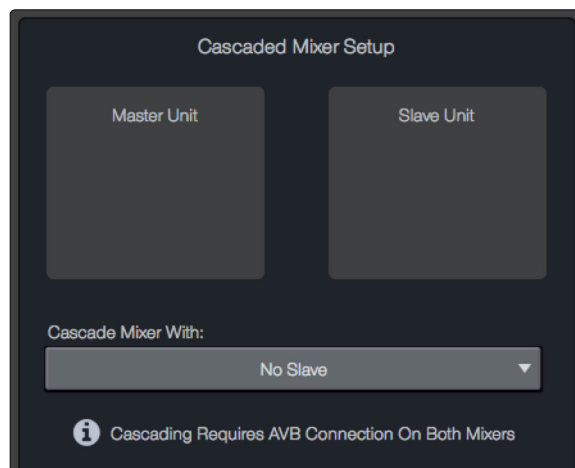 Cascaded Mixer Setup
Master Unit
Slave Unit
Cascade Mixer With:
No Slave
Cascading Requires AVB Connection On Both Mixers